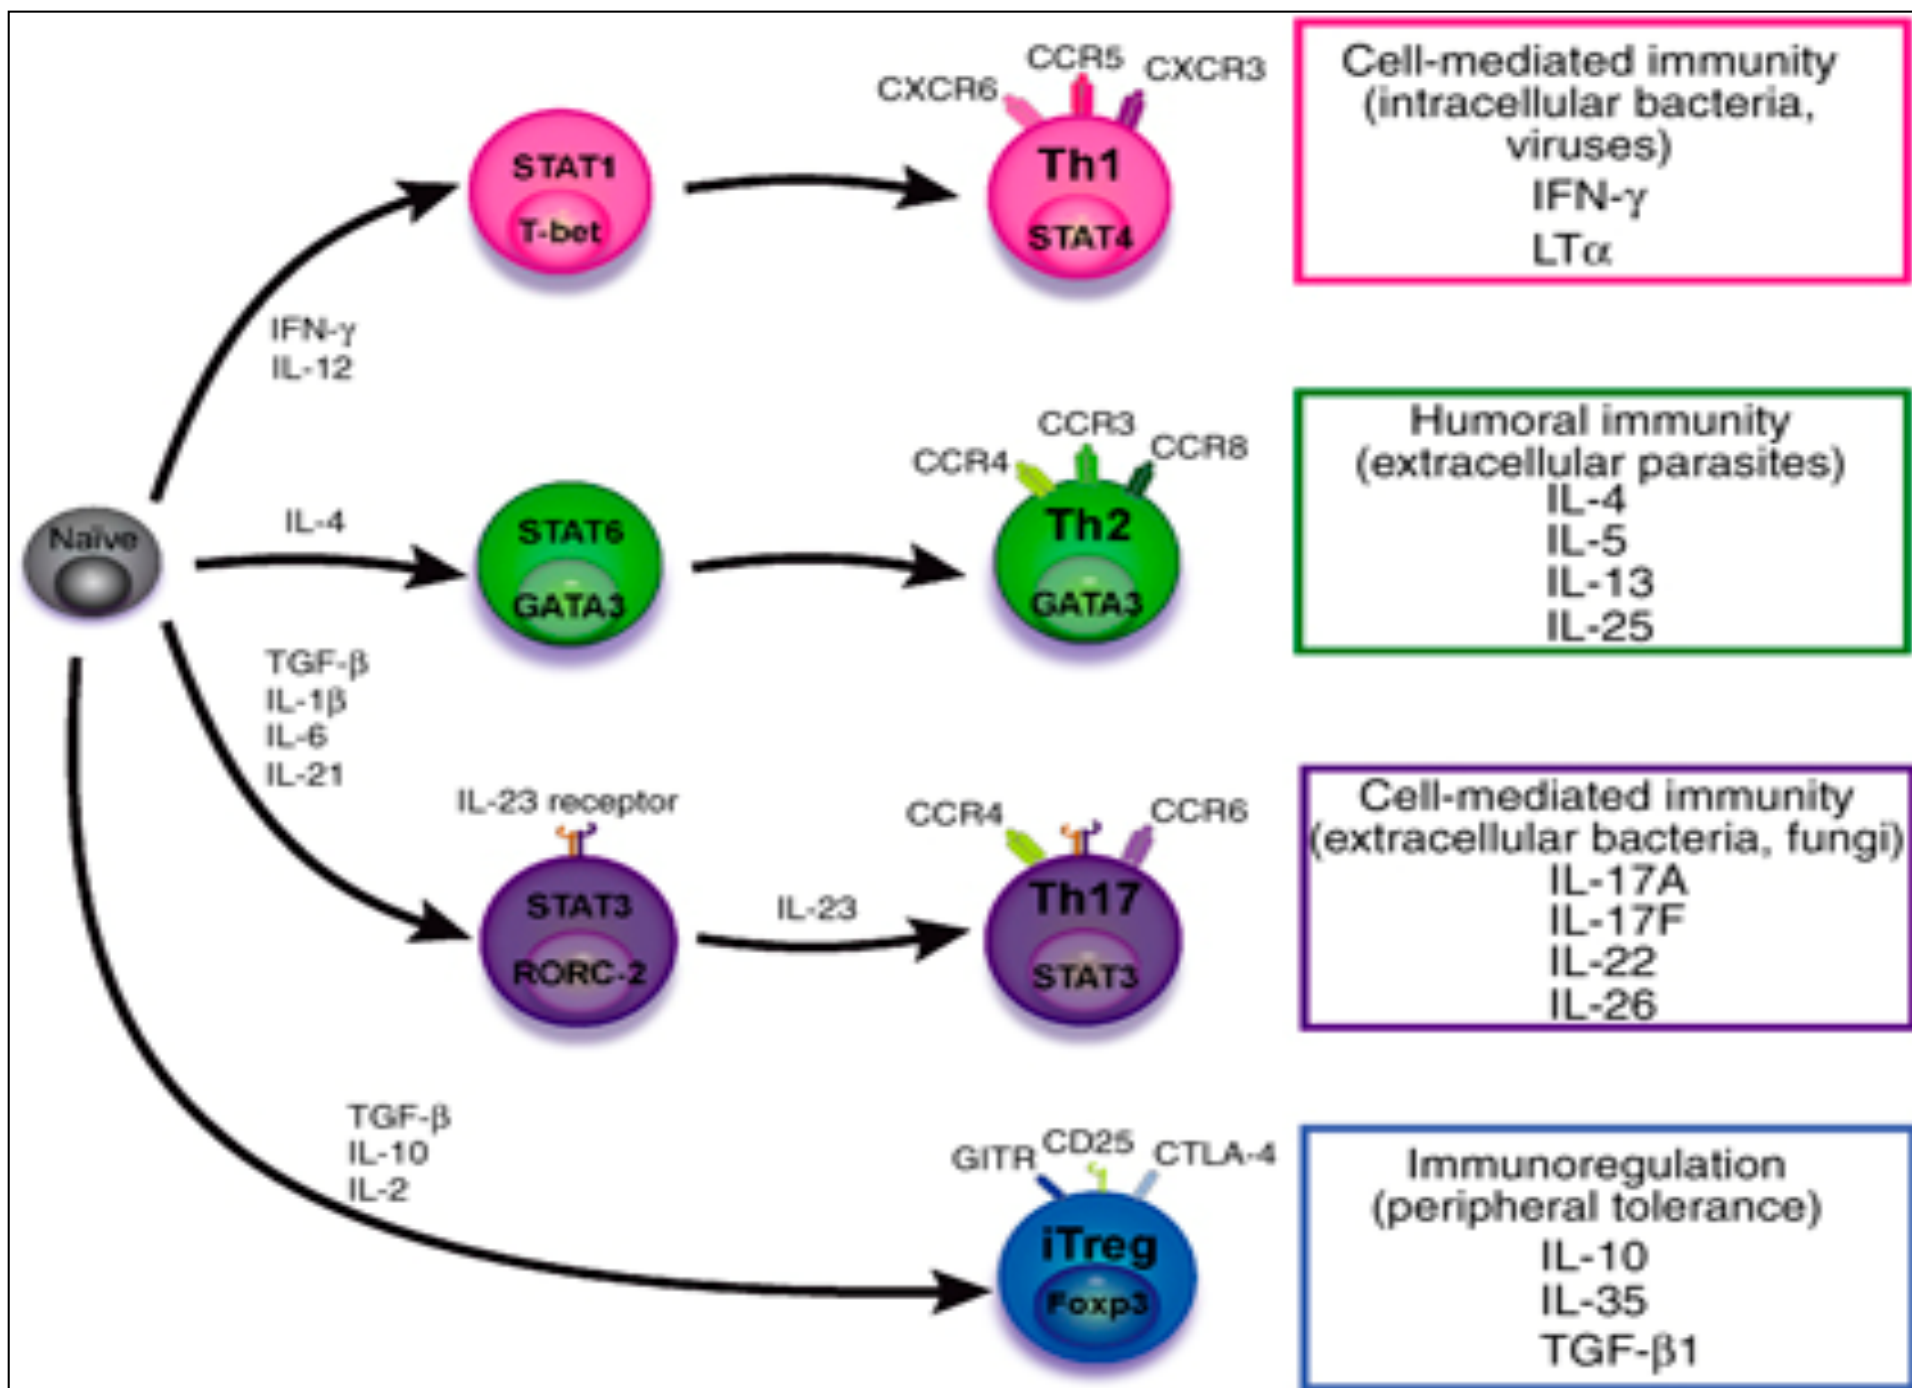 CXCR6
CCR5
CXCR3
STAT1
T-bet
Th1
STAT4
Cell-mediated immunity
(intracellular bacteria,
viruses)
IFN-γ
LTα
IFN-γ
IL-12
Naïve
IL-4
STAT6
GATA3
CCR4
CCR3
CCR8
Th2
GATA3
Humoral immunity
(extracellular parasites)
IL-4
IL-5
IL-13
IL-25
TGF-β
IL-1β
IL-6
IL-21
IL-23 receptor
STAT3
RORC-2
IL-23
CCR4
CCR6
Th17
STAT3
Cell-mediated immunity
(extracellular bacteria, fungi)
IL-17A
IL-17F
IL-22
IL-26
TGF-β
IL-10
IL-2
GITR
CD25
CTLA-4
iTreg
Foxp3
Immunoregulation
(peripheral tolerance)
IL-10
IL-35
TGF-β1